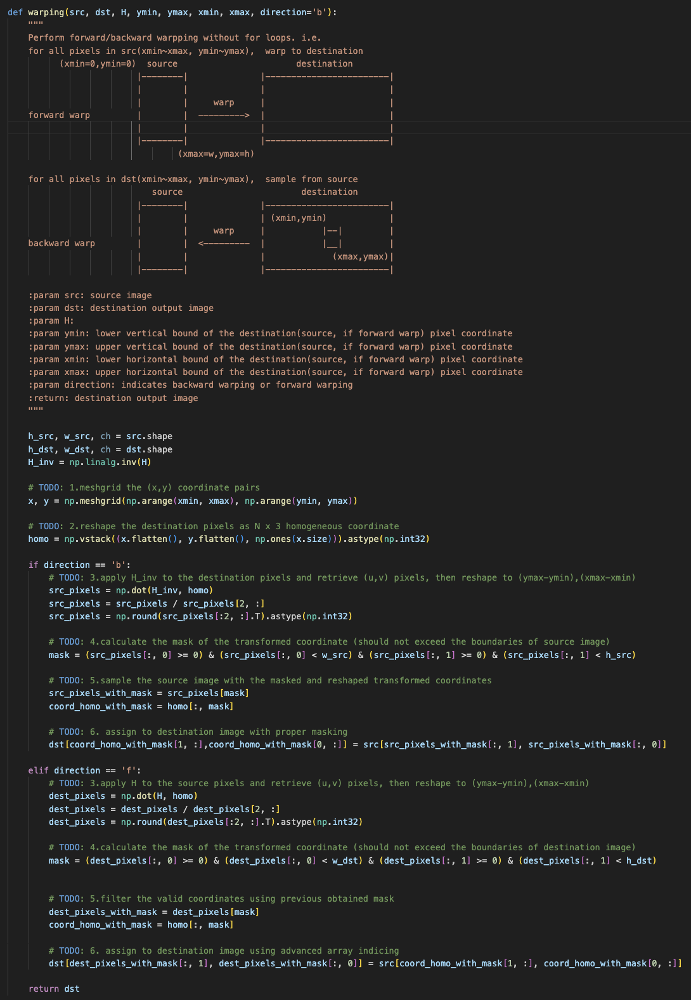 def warping(src, dst, H, ymin, ymax, xmin, xmax, direction='b'):
    """
    Perform forward/backward warpping without for loops. i.e.
    for all pixels in src(xmin~xmax, ymin~ymax),  warp to destination
          (xmin=0,ymin=0)  source                       destination
                         |--------|              |------------------------|
                         |        |              |                        |
                         |        |     warp     |                        |
    forward warp         |        |  --------->  |                        |
                         |        |              |                        |
                         |--------|              |------------------------|
                                 (xmax=w,ymax=h)

    for all pixels in dst(xmin~xmax, ymin~ymax),  sample from source
                            source                       destination
                         |--------|              |------------------------|
                         |        |              | (xmin,ymin)            |
                         |        |     warp     |           |--|         |
    backward warp        |        |  <---------  |           |__|         |
                         |        |              |             (xmax,ymax)|
                         |--------|              |------------------------|

    :param src: source image
    :param dst: destination output image
    :param H:
    :param ymin: lower vertical bound of the destination(source, if forward warp) pixel coordinate
    :param ymax: upper vertical bound of the destination(source, if forward warp) pixel coordinate
    :param xmin: lower horizontal bound of the destination(source, if forward warp) pixel coordinate
    :param xmax: upper horizontal bound of the destination(source, if forward warp) pixel coordinate
    :param direction: indicates backward warping or forward warping
    :return: destination output image
    """

    h_src, w_src, ch = src.shape
    h_dst, w_dst, ch = dst.shape
    H_inv = np.linalg.inv(H)

    # TODO: 1.meshgrid the (x,y) coordinate pairs
    x, y = np.meshgrid(np.arange(xmin, xmax), np.arange(ymin, ymax))

    # TODO: 2.reshape the destination pixels as N x 3 homogeneous coordinate
    homo = np.vstack((x.flatten(), y.flatten(), np.ones(x.size))).astype(np.int32)

    if direction == 'b':
        # TODO: 3.apply H_inv to the destination pixels and retrieve (u,v) pixels, then reshape to (ymax-ymin),(xmax-xmin)
        src_pixels = np.dot(H_inv, homo)
        src_pixels = src_pixels / src_pixels[2, :]
        src_pixels = np.round(src_pixels[:2, :].T).astype(np.int32)

        # TODO: 4.calculate the mask of the transformed coordinate (should not exceed the boundaries of source image)
        mask = (src_pixels[:, 0] >= 0) & (src_pixels[:, 0] < w_src) & (src_pixels[:, 1] >= 0) & (src_pixels[:, 1] < h_src)

        # TODO: 5.sample the source image with the masked and reshaped transformed coordinates
        src_pixels_with_mask = src_pixels[mask]
        coord_homo_with_mask = homo[:, mask]

        # TODO: 6. assign to destination image with proper masking
        dst[coord_homo_with_mask[1, :],coord_homo_with_mask[0, :]] = src[src_pixels_with_mask[:, 1], src_pixels_with_mask[:, 0]]

    elif direction == 'f':
        # TODO: 3.apply H to the source pixels and retrieve (u,v) pixels, then reshape to (ymax-ymin),(xmax-xmin)
        dest_pixels = np.dot(H, homo)
        dest_pixels = dest_pixels / dest_pixels[2, :]
        dest_pixels = np.round(dest_pixels[:2, :].T).astype(np.int32)

        # TODO: 4.calculate the mask of the transformed coordinate (should not exceed the boundaries of destination image)
        mask = (dest_pixels[:, 0] >= 0) & (dest_pixels[:, 0] < w_dst) & (dest_pixels[:, 1] >= 0) & (dest_pixels[:, 1] < h_dst)


        # TODO: 5.filter the valid coordinates using previous obtained mask
        dest_pixels_with_mask = dest_pixels[mask]
        coord_homo_with_mask = homo[:, mask]

        # TODO: 6. assign to destination image using advanced array indicing
        dst[dest_pixels_with_mask[:, 1], dest_pixels_with_mask[:, 0]] = src[coord_homo_with_mask[1, :], coord_homo_with_mask[0, :]]

    return dst